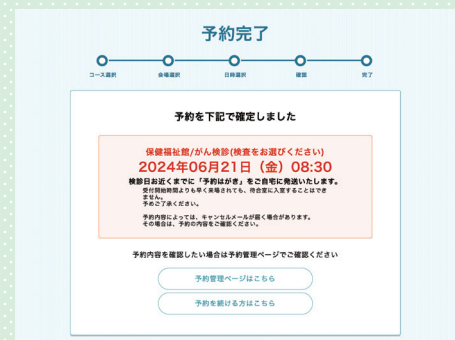 予約完了
コース選択 会場選択 日時選択 確認 完了
予約を下記で確定しました
保健福祉館/がん検診(検査をお選びください)
2024年06月21日（金）08:30
検診日お近くまでに「予約はがき」をご自宅に発送いたします。
受付開始時間よりも早く来場されても、待合室に入室することはでき
ません。
予めご了承ください。
予約内容によっては、キャンセルメールが届く場合があります。
その場合は、予約の内容をご確認ください。
予約内容を確認したい場合は予約管理ページでご確認ください
予約管理ページはこちら
予約を続ける方はこちら